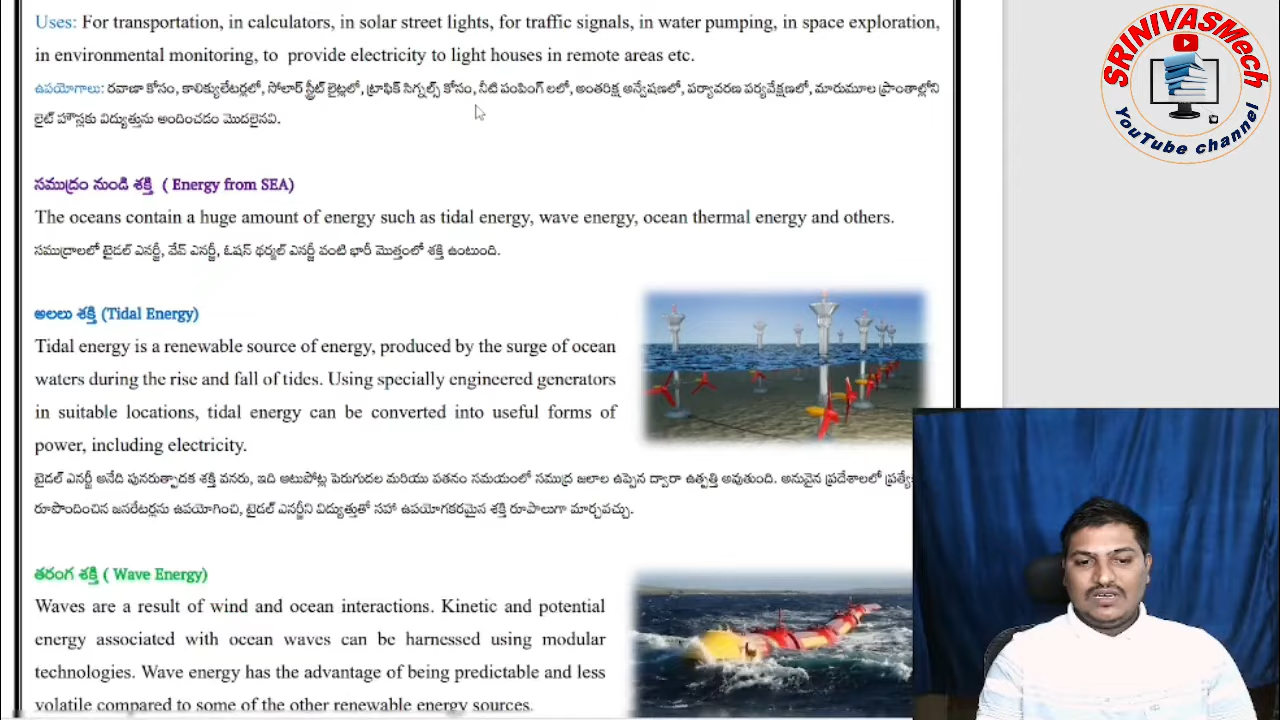 Uses: For transportation, in calculators, in solar street lights, for traffic signals, in water pumping, in space exploration,
in environmental monitoring, to provide electricity to light houses in remote areas etc.
ఉపయోగాలు: రవాణా కోసం, కాలిక్యులేటర్లలో, సోలార్ స్ట్రీట్ లైట్లలో, ట్రాఫిక్ సిగ్నల్స్ కోసం, నీటి పంపింగ్ లలో, అంతరిక్ష అన్వేషణలో, పర్యావరణ పర్యవేక్షణలో, మారుమూల ప్రాంతాల్లోని
లైట్ హౌస్లకు విద్యుత్తును అందించడం మొదలైనవి.
సముద్రం నుండి శక్తి ( Energy from SEA)
The oceans contain a huge amount of energy such as tidal energy, wave energy, ocean thermal energy and others.
సముద్రాలలో టైడల్ ఎనర్జీ, వేవ్ ఎనర్జీ, ఓషన్ థర్మల్ ఎనర్జీ వంటి భారీ మొత్తంలో శక్తి ఉంటుంది.
అలలు శక్తి (Tidal Energy)
Tidal energy is a renewable source of energy, produced by the surge of ocean
waters during the rise and fall of tides. Using specially engineered generators
in suitable locations, tidal energy can be converted into useful forms of
power, including electricity.
టైడల్ ఎనర్జీ అనేది పునరుత్పాదక శక్తి వనరు, ఇది ఆటుపోట్ల పెరుగుదల మరియు పతనం సమయంలో సముద్ర జలాల ఉప్పెన ద్వారా ఉత్పత్తి అవుతుంది. అనువైన ప్రదేశాలలో
రూపొందించిన జనరేటర్లను ఉపయోగించి, టైడల్ ఎనర్జీని విద్యుత్తుతో సహా ఉపయోగకరమైన శక్తి రూపాలుగా మార్చవచ్చు.
తరంగ శక్తి ( Wave Energy)
Waves are a result of wind and ocean interactions. Kinetic and potential
energy associated with ocean waves can be harnessed using modular
technologies. Wave energy has the advantage of being predictable and less
volatile compared to some of the other renewable energy sources.
SRINIVASMech
YouTube channel